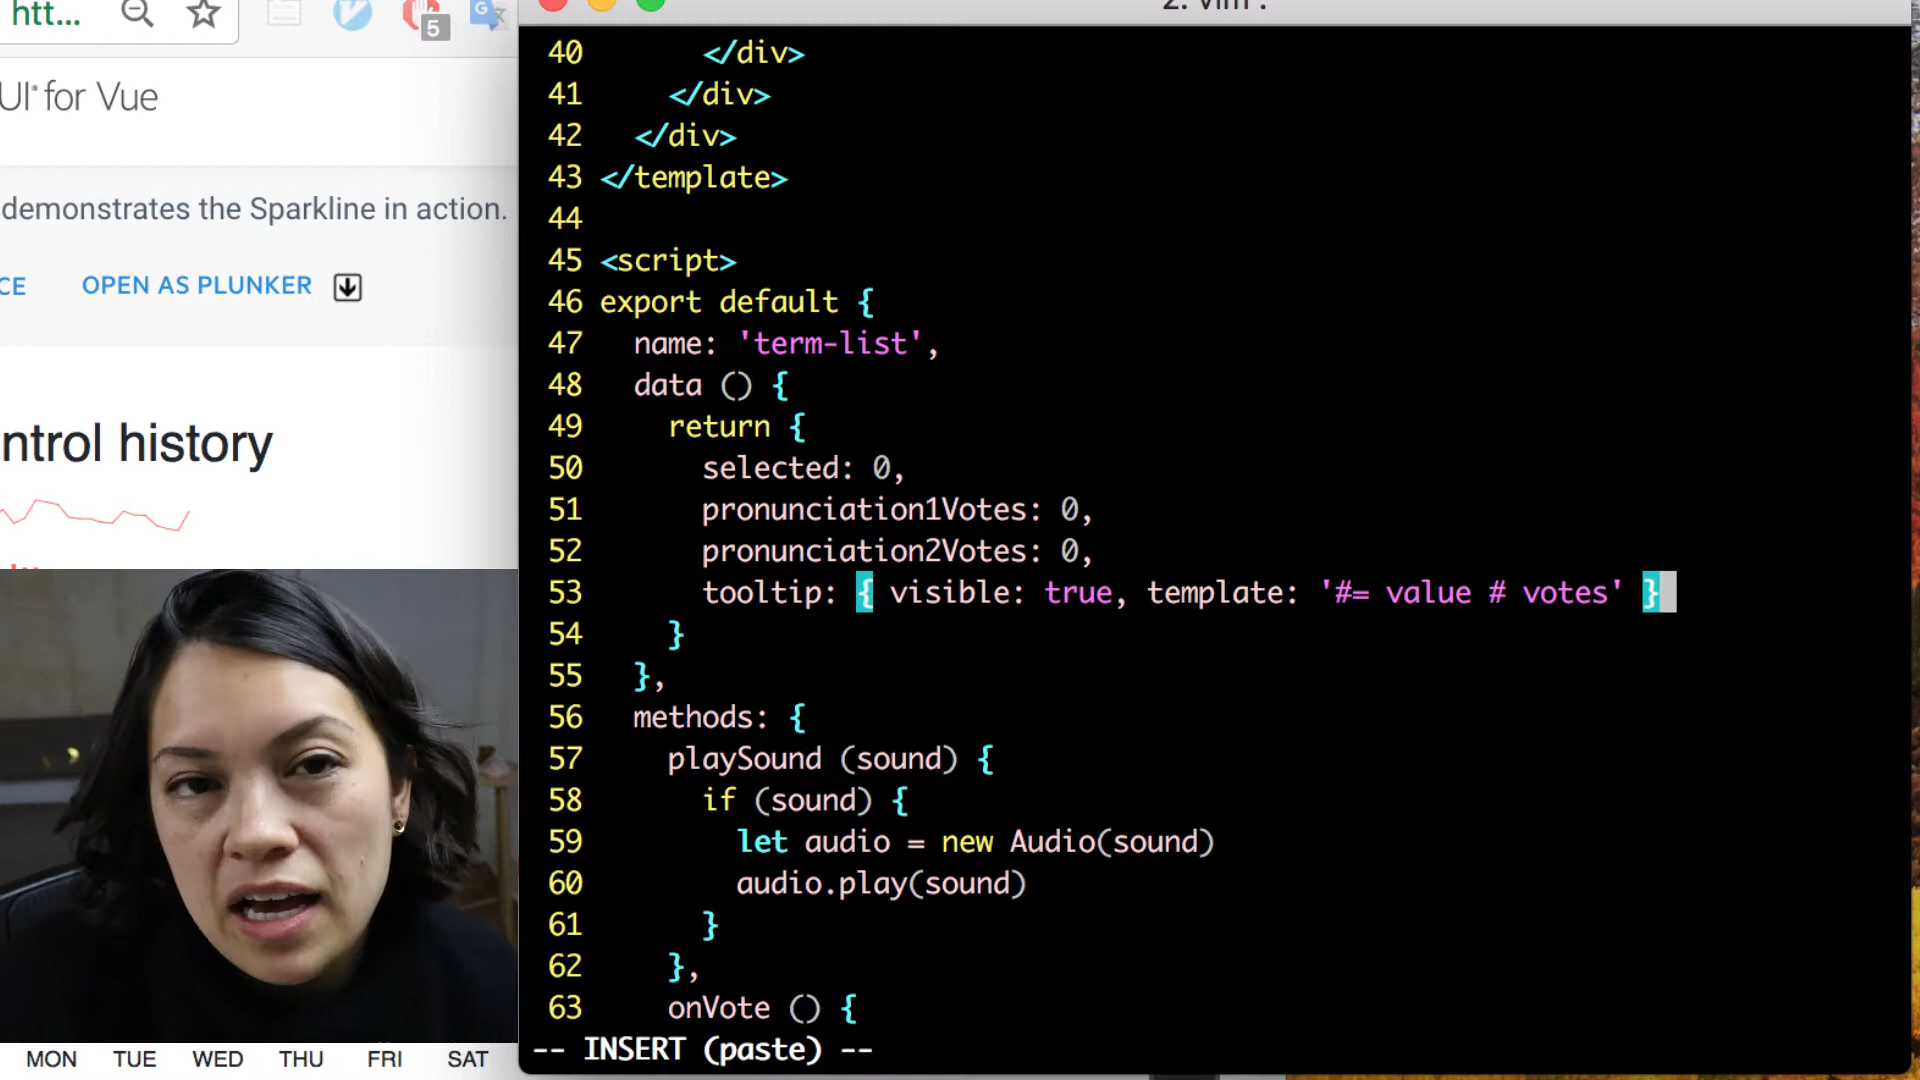 htt...
5
G
UI for Vue
demonstrates the Sparkline in action.
CE OPEN AS PLUNKER
ntrol history
MON TUE WED THU FRI SAT
2. vim .
40 </div>
41 </div>
42 </div>
43 </template>
44
45 <script>
46 export default {
47 name: 'term-list',
48 data () {
49 return {
50 selected: 0,
51 pronunciation1Votes: 0,
52 pronunciation2Votes: 0,
53 tooltip: { visible: true, template: '#= value # votes' }
54 }
55 },
56 methods: {
57 playSound (sound) {
58 if (sound) {
59 let audio = new Audio(sound)
60 audio.play(sound)
61 }
62 },
63 onVote () {
-- INSERT (paste) --